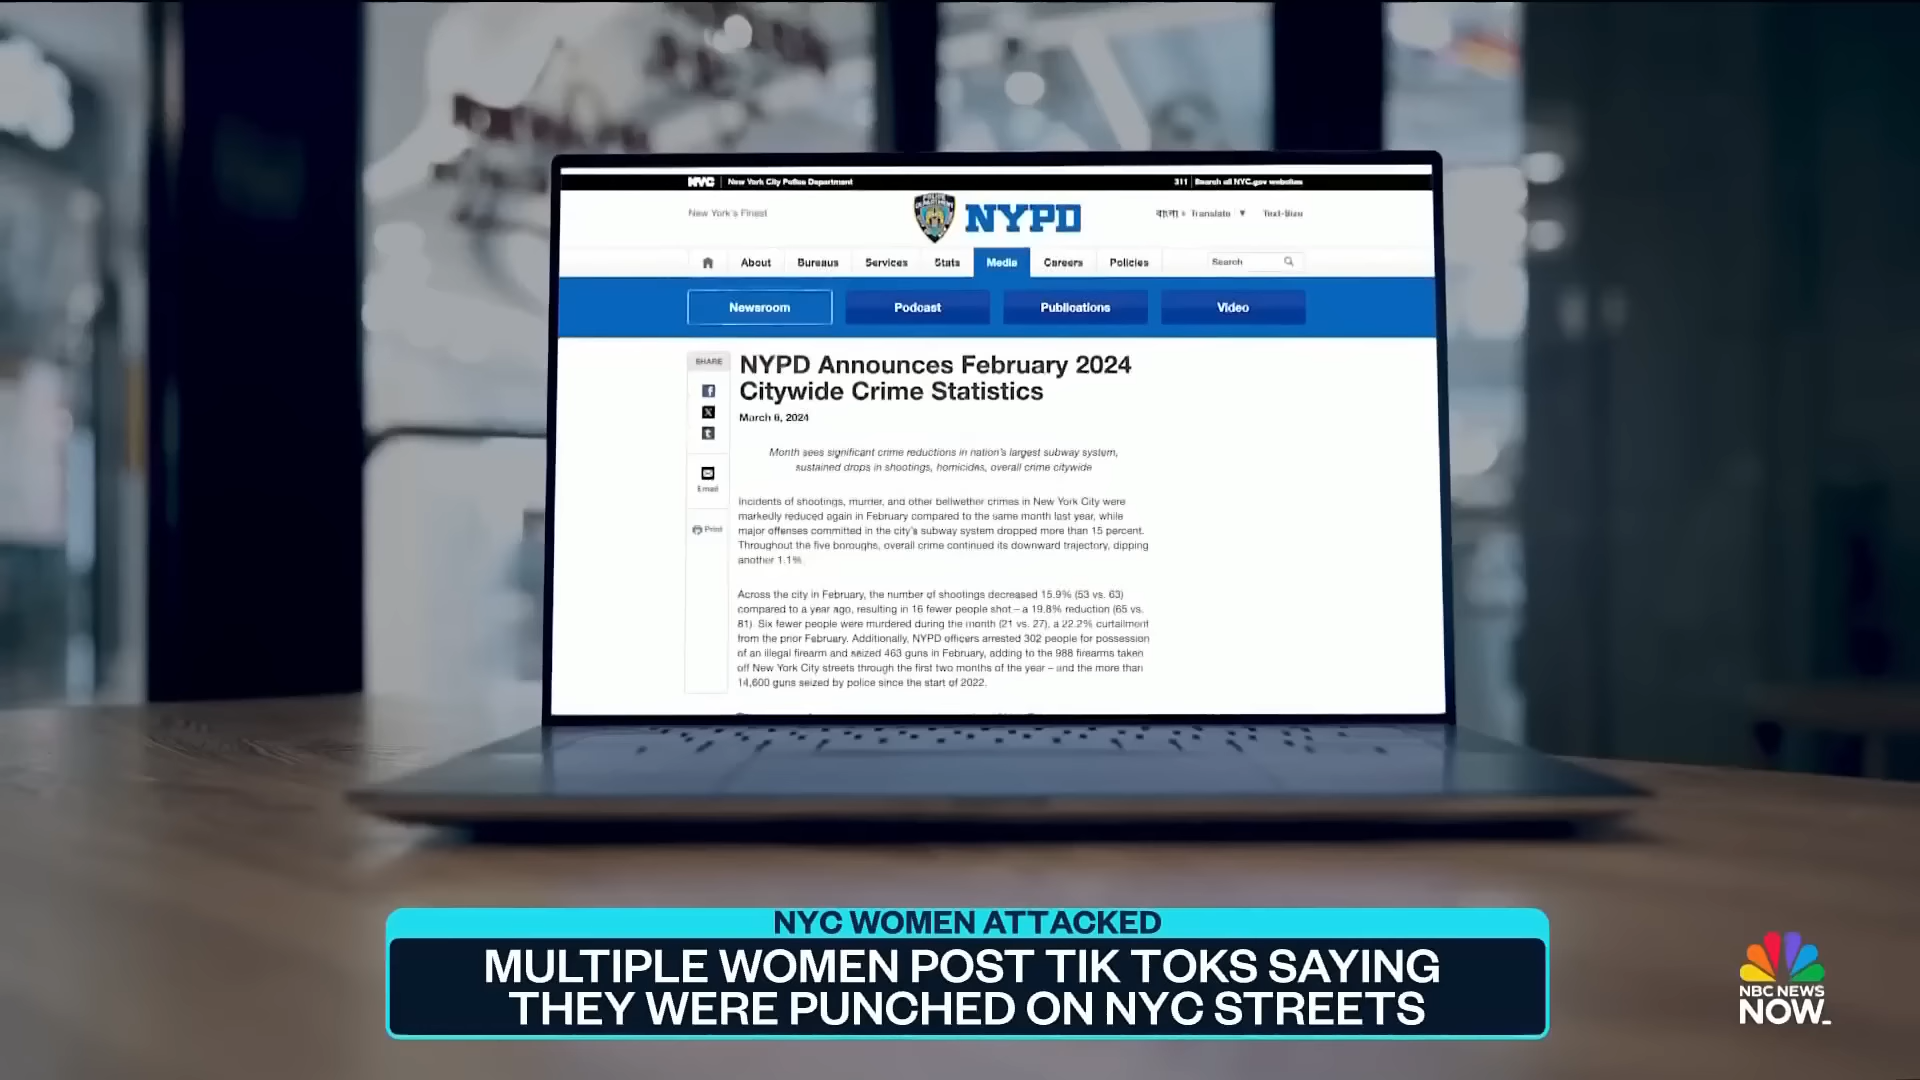 NYC | New York City Police Department
311 | Search all NYC.gov websites
New York's Finest
NYPD
বাংলা
Translate ▼ Text-Size
About Bureaus Services Stats Media Careers Policies Search
Newsroom Podcast Publications Video
SHARE
Email
Print
NYPD Announces February 2024
Citywide Crime Statistics
March 6, 2024
Month sees significant crime reductions in nation's largest subway system,
sustained drops in shootings, homicides, overall crime citywide
Incidents of shootings, murder, and other bellwether crimes in New York City were
markedly reduced again in February compared to the same month last year, while
major offenses committed in the city's subway system dropped more than 15 percent.
Throughout the five boroughs, overall crime continued its downward trajectory, dipping
another 1.1%.
Across the city in February, the number of shootings decreased 15.9% (53 vs. 63)
compared to a year ago, resulting in 16 fewer people shot – a 19.8% reduction (65 vs.
81). Six fewer people were murdered during the month (21 vs. 27), a 22.2% curtailment
from the prior February. Additionally, NYPD officers arrested 302 people for possession
of an illegal firearm and seized 463 guns in February, adding to the 988 firearms taken
off New York City streets through the first two months of the year – and the more than
14,600 guns seized by police since the start of 2022.
NYC WOMEN ATTACKED
MULTIPLE WOMEN POST TIK TOKS SAYING
THEY WERE PUNCHED ON NYC STREETS
NBC NEWS
NOW_